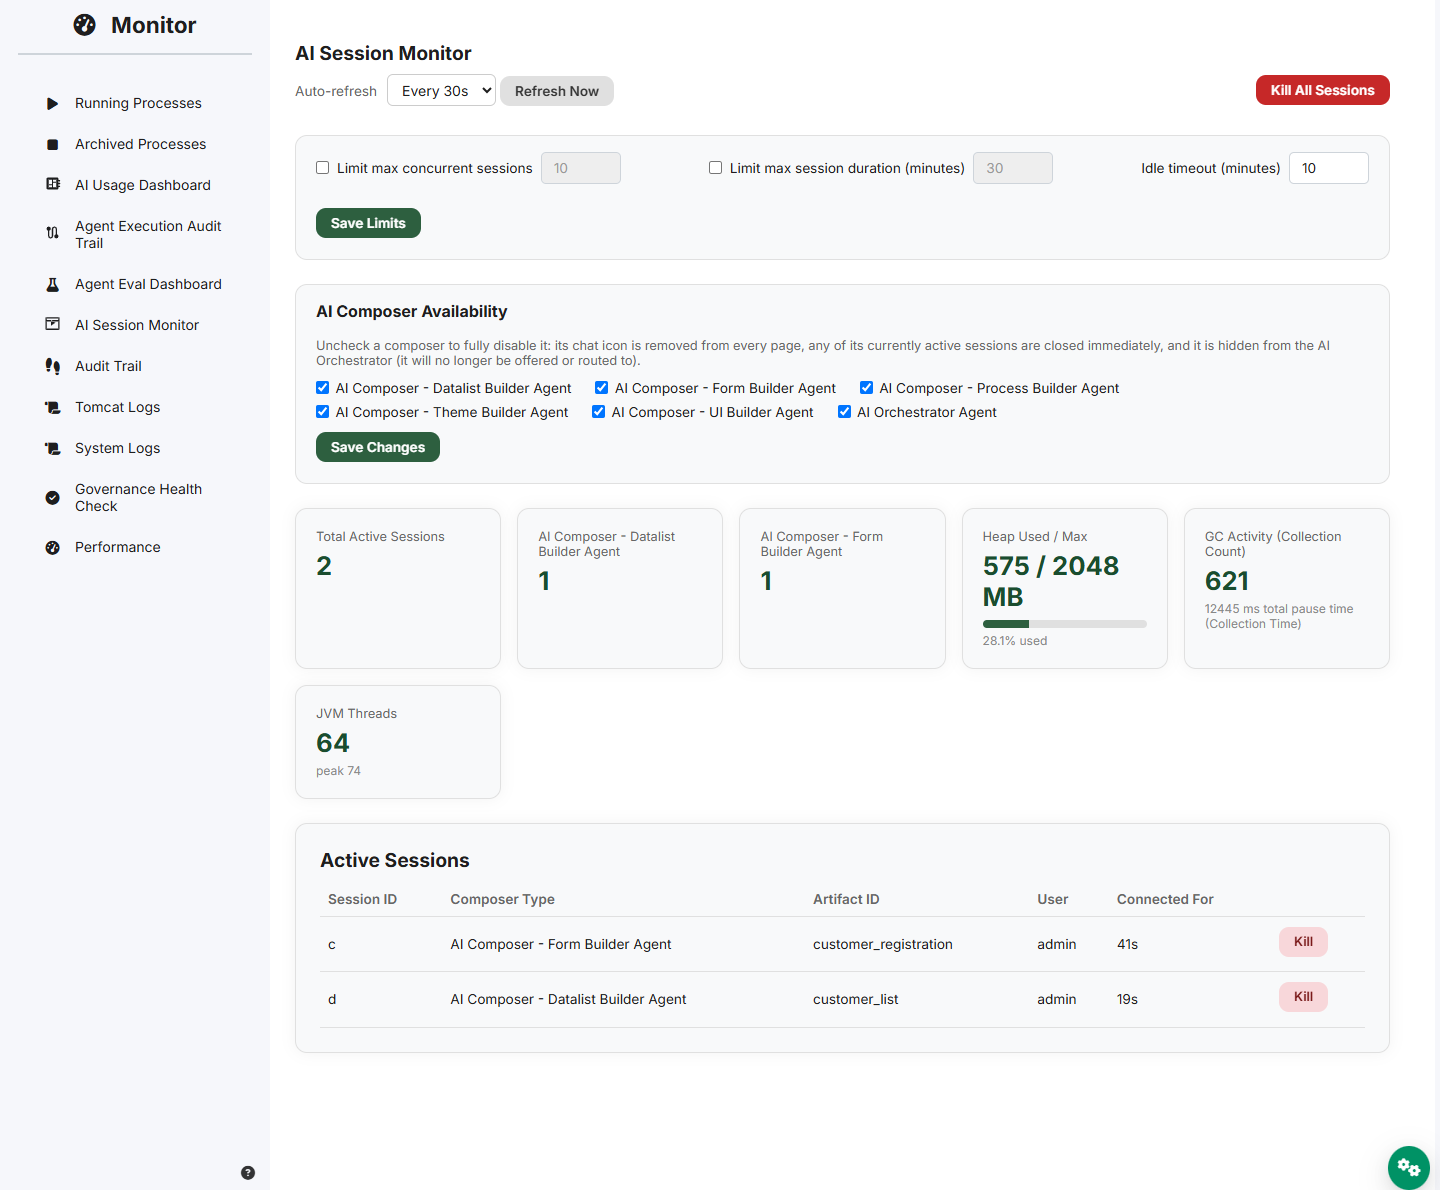 Monitor
Running Processes
Archived Processes
AI Usage Dashboard
Agent Execution Audit
Trail
Agent Eval Dashboard
AI Session Monitor
Audit Trail
Tomcat Logs
System Logs
Governance Health
Check
Performance
AI Session Monitor
Auto-refresh Every 30s Refresh Now Kill All Sessions
Limit max concurrent sessions 10 Limit max session duration (minutes) 30 Idle timeout (minutes) 10
Save Limits
AI Composer Availability
Uncheck a composer to fully disable it: its chat icon is removed from every page, any of its currently active sessions are closed immediately, and it is hidden from the AI
Orchestrator (it will no longer be offered or routed to).
AI Composer - Datalist Builder Agent AI Composer - Form Builder Agent AI Composer - Process Builder Agent
AI Composer - Theme Builder Agent AI Composer - UI Builder Agent AI Orchestrator Agent
Save Changes
Total Active Sessions
2
AI Composer - Datalist
Builder Agent
1
AI Composer - Form
Builder Agent
1
Heap Used / Max
575 / 2048
MB
28.1% used
GC Activity (Collection
Count)
621
12445 ms total pause time
(Collection Time)
JVM Threads
64
peak 74
Active Sessions
Session ID Composer Type Artifact ID User Connected For
c AI Composer - Form Builder Agent customer_registration admin 41s Kill
d AI Composer - Datalist Builder Agent customer_list admin 19s Kill
?